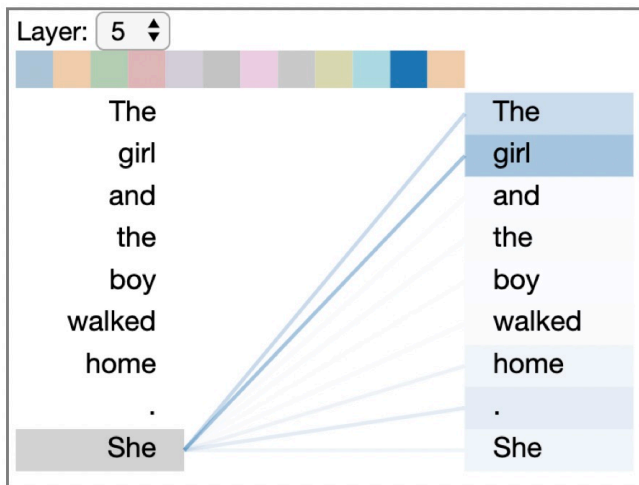 Layer: 5
The The
girl girl
and and
the the
boy boy
walked walked
home home
. .
She She